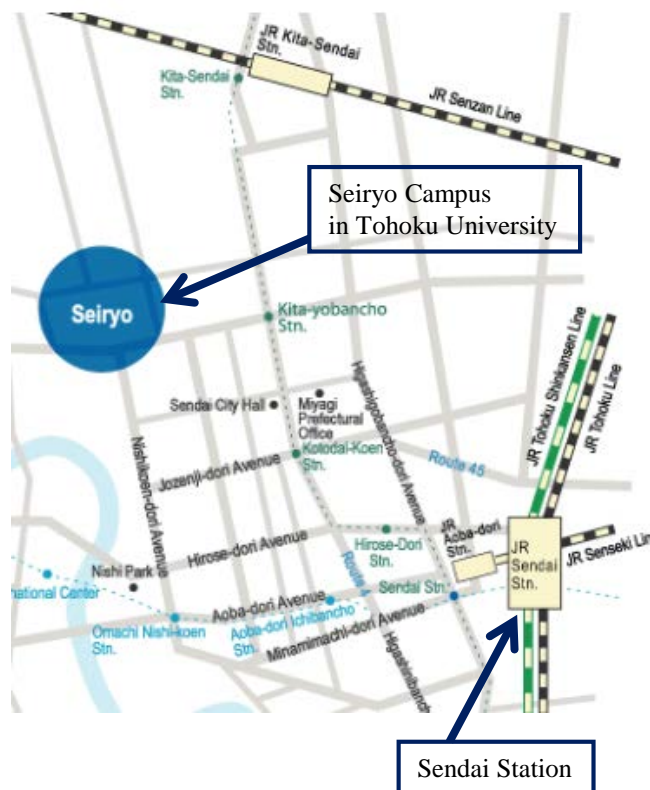 JR Kita-Sendai
Stn.
Kita-Sendai
Stn.
JR Senzan Line
Seiryo Campus
in Tohoku University
Seiryo
Kita-yobancho
Stn.
JR Tohoku Shinkansen Line
JR Tohoku Line
Sendai City Hall
Miyagi
Prefectural
Office
Higashigobancho-dori Avenue
Kotodai-Koen
Stn.
Nishikoen-dori Avenue
Jozenji-dori Avenue
Route 45
Hirose-dori Avenue
Hirose-Dori
Stn.
JR
Aoba-dori
Stn.
JR
Sendai
Stn.
JR Senseki Line
Nishi Park
national Center
Route 4
Sendai Stn.
Aoba-dori Avenue
Omachi Nishi-koen
Stn.
Aoba-dori Ichibancho
Stn.
Minamimachi-dori Avenue
Higashinibanch
Sendai Station